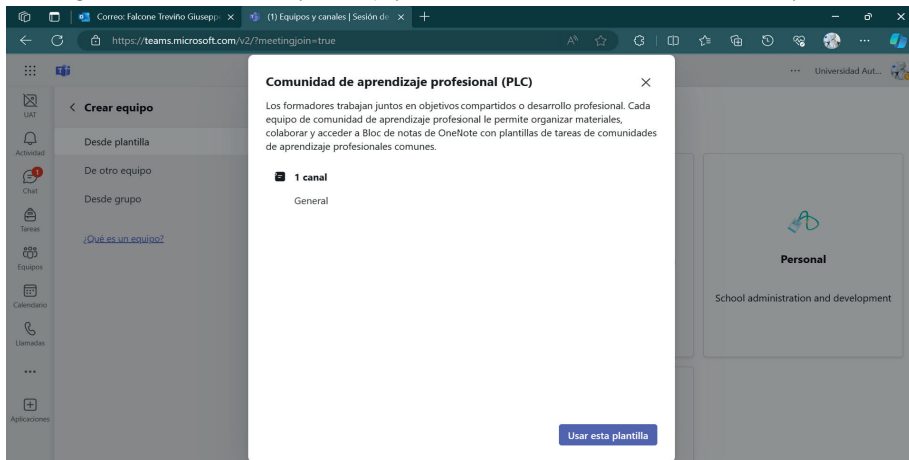 Correo: Falcone Treviño Giuseppe
(1) Equipos y canales | Sesión de
https://teams.microsoft.com/v2/?meetingjoin=true
Universidad Aut...
UAT
Actividad
Chat
1
Tareas
Equipos
Calendario
Llamadas
Aplicaciones
Crear equipo
Desde plantilla
De otro equipo
Desde grupo
¿Qué es un equipo?
Comunidad de aprendizaje profesional (PLC)
Los formadores trabajan juntos en objetivos compartidos o desarrollo profesional. Cada
equipo de comunidad de aprendizaje profesional le permite organizar materiales,
colaborar y acceder a Bloc de notas de OneNote con plantillas de tareas de comunidades
de aprendizaje profesionales comunes.
1 canal
General
Usar esta plantilla
Personal
School administration and development